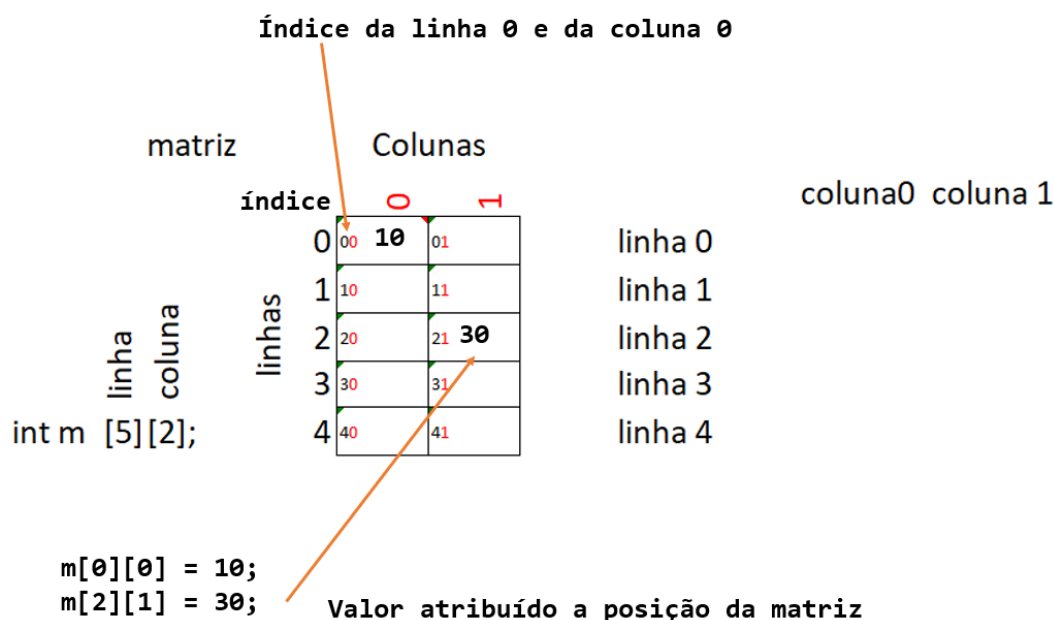 Índice da linha 0 e da coluna 0
matriz Colunas
índice 0 1 coluna0 coluna 1
0 00 10 01 linha 0
1 10 11 linha 1
linhas
2 20 21 30 linha 2
linha coluna
3 30 31 linha 3
int m [5][2]; 4 40 41 linha 4
m[0][0] = 10;
m[2][1] = 30; Valor atribuído a posição da matriz